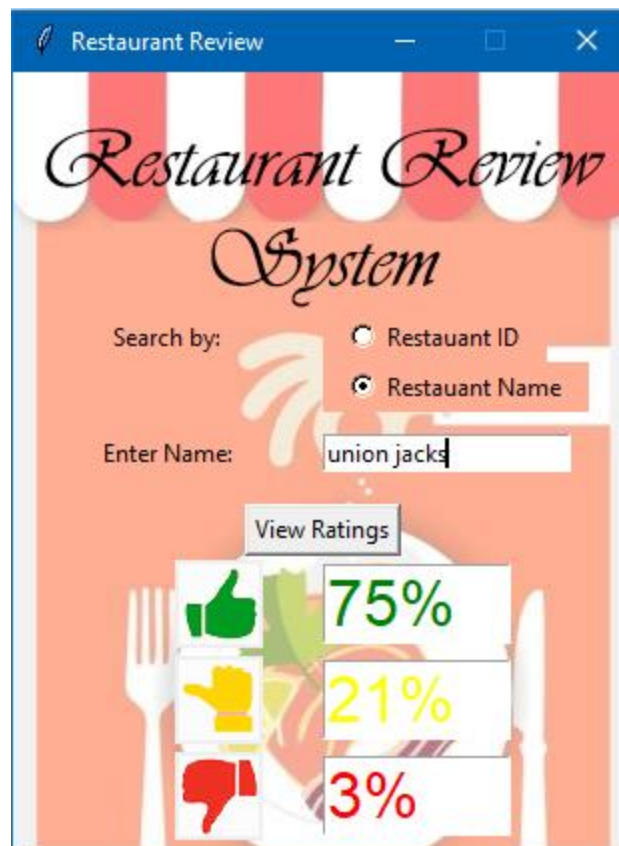 Restaurant Review
Restaurant Review
System
Search by:
Restauant ID
Restauant Name
Enter Name:
union jacks
View Ratings
75%
21%
3%